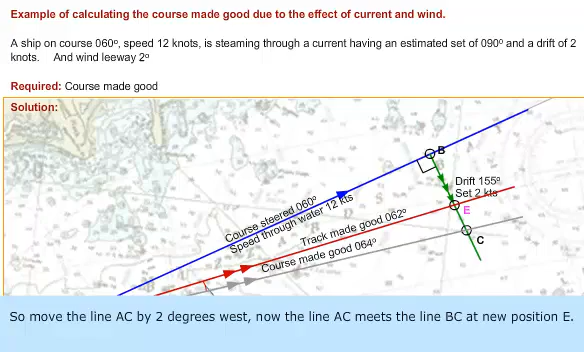 Example of calculating the course made good due to the effect of current and wind.
A ship on course 060º, speed 12 knots, is steaming through a current having an estimated set of 090º and a drift of 2
knots. And wind leeway 2º
Required: Course made good
Solution:
B
Drift 155º
Set 2 kts
E
Course steered 060º
Speed through water 12 kts
Track made good 062º
Course made good 064º
C
So move the line AC by 2 degrees west, now the line AC meets the line BC at new position E.